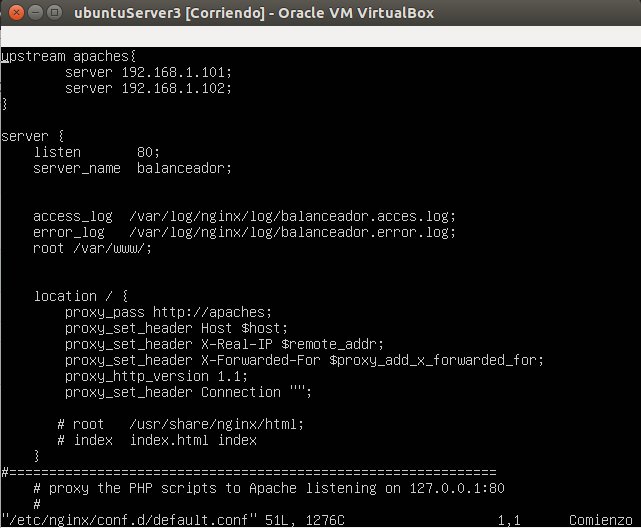 ubuntuServer3 [Corriendo] - Oracle VM VirtualBox
upstream apaches{
        server 192.168.1.101;
        server 192.168.1.102;
}
server {
    listen       80;
    server_name  balanceador;
    access_log  /var/log/nginx/log/balanceador.acces.log;
    error_log   /var/log/nginx/log/balanceador.error.log;
    root /var/www/;
    location / {
        proxy_pass http://apaches;
        proxy_set_header Host $host;
        proxy_set_header X-Real-IP $remote_addr;
        proxy_set_header X-Forwarded-For $proxy_add_x_forwarded_for;
        proxy_http_version 1.1;
        proxy_set_header Connection "";
       # root   /usr/share/nginx/html;
       # index  index.html index
    }
#==============================================================
    # proxy the PHP scripts to Apache listening on 127.0.0.1:80
    #
"/etc/nginx/conf.d/default.conf" 51L, 1276C                   1,1      Comienzo